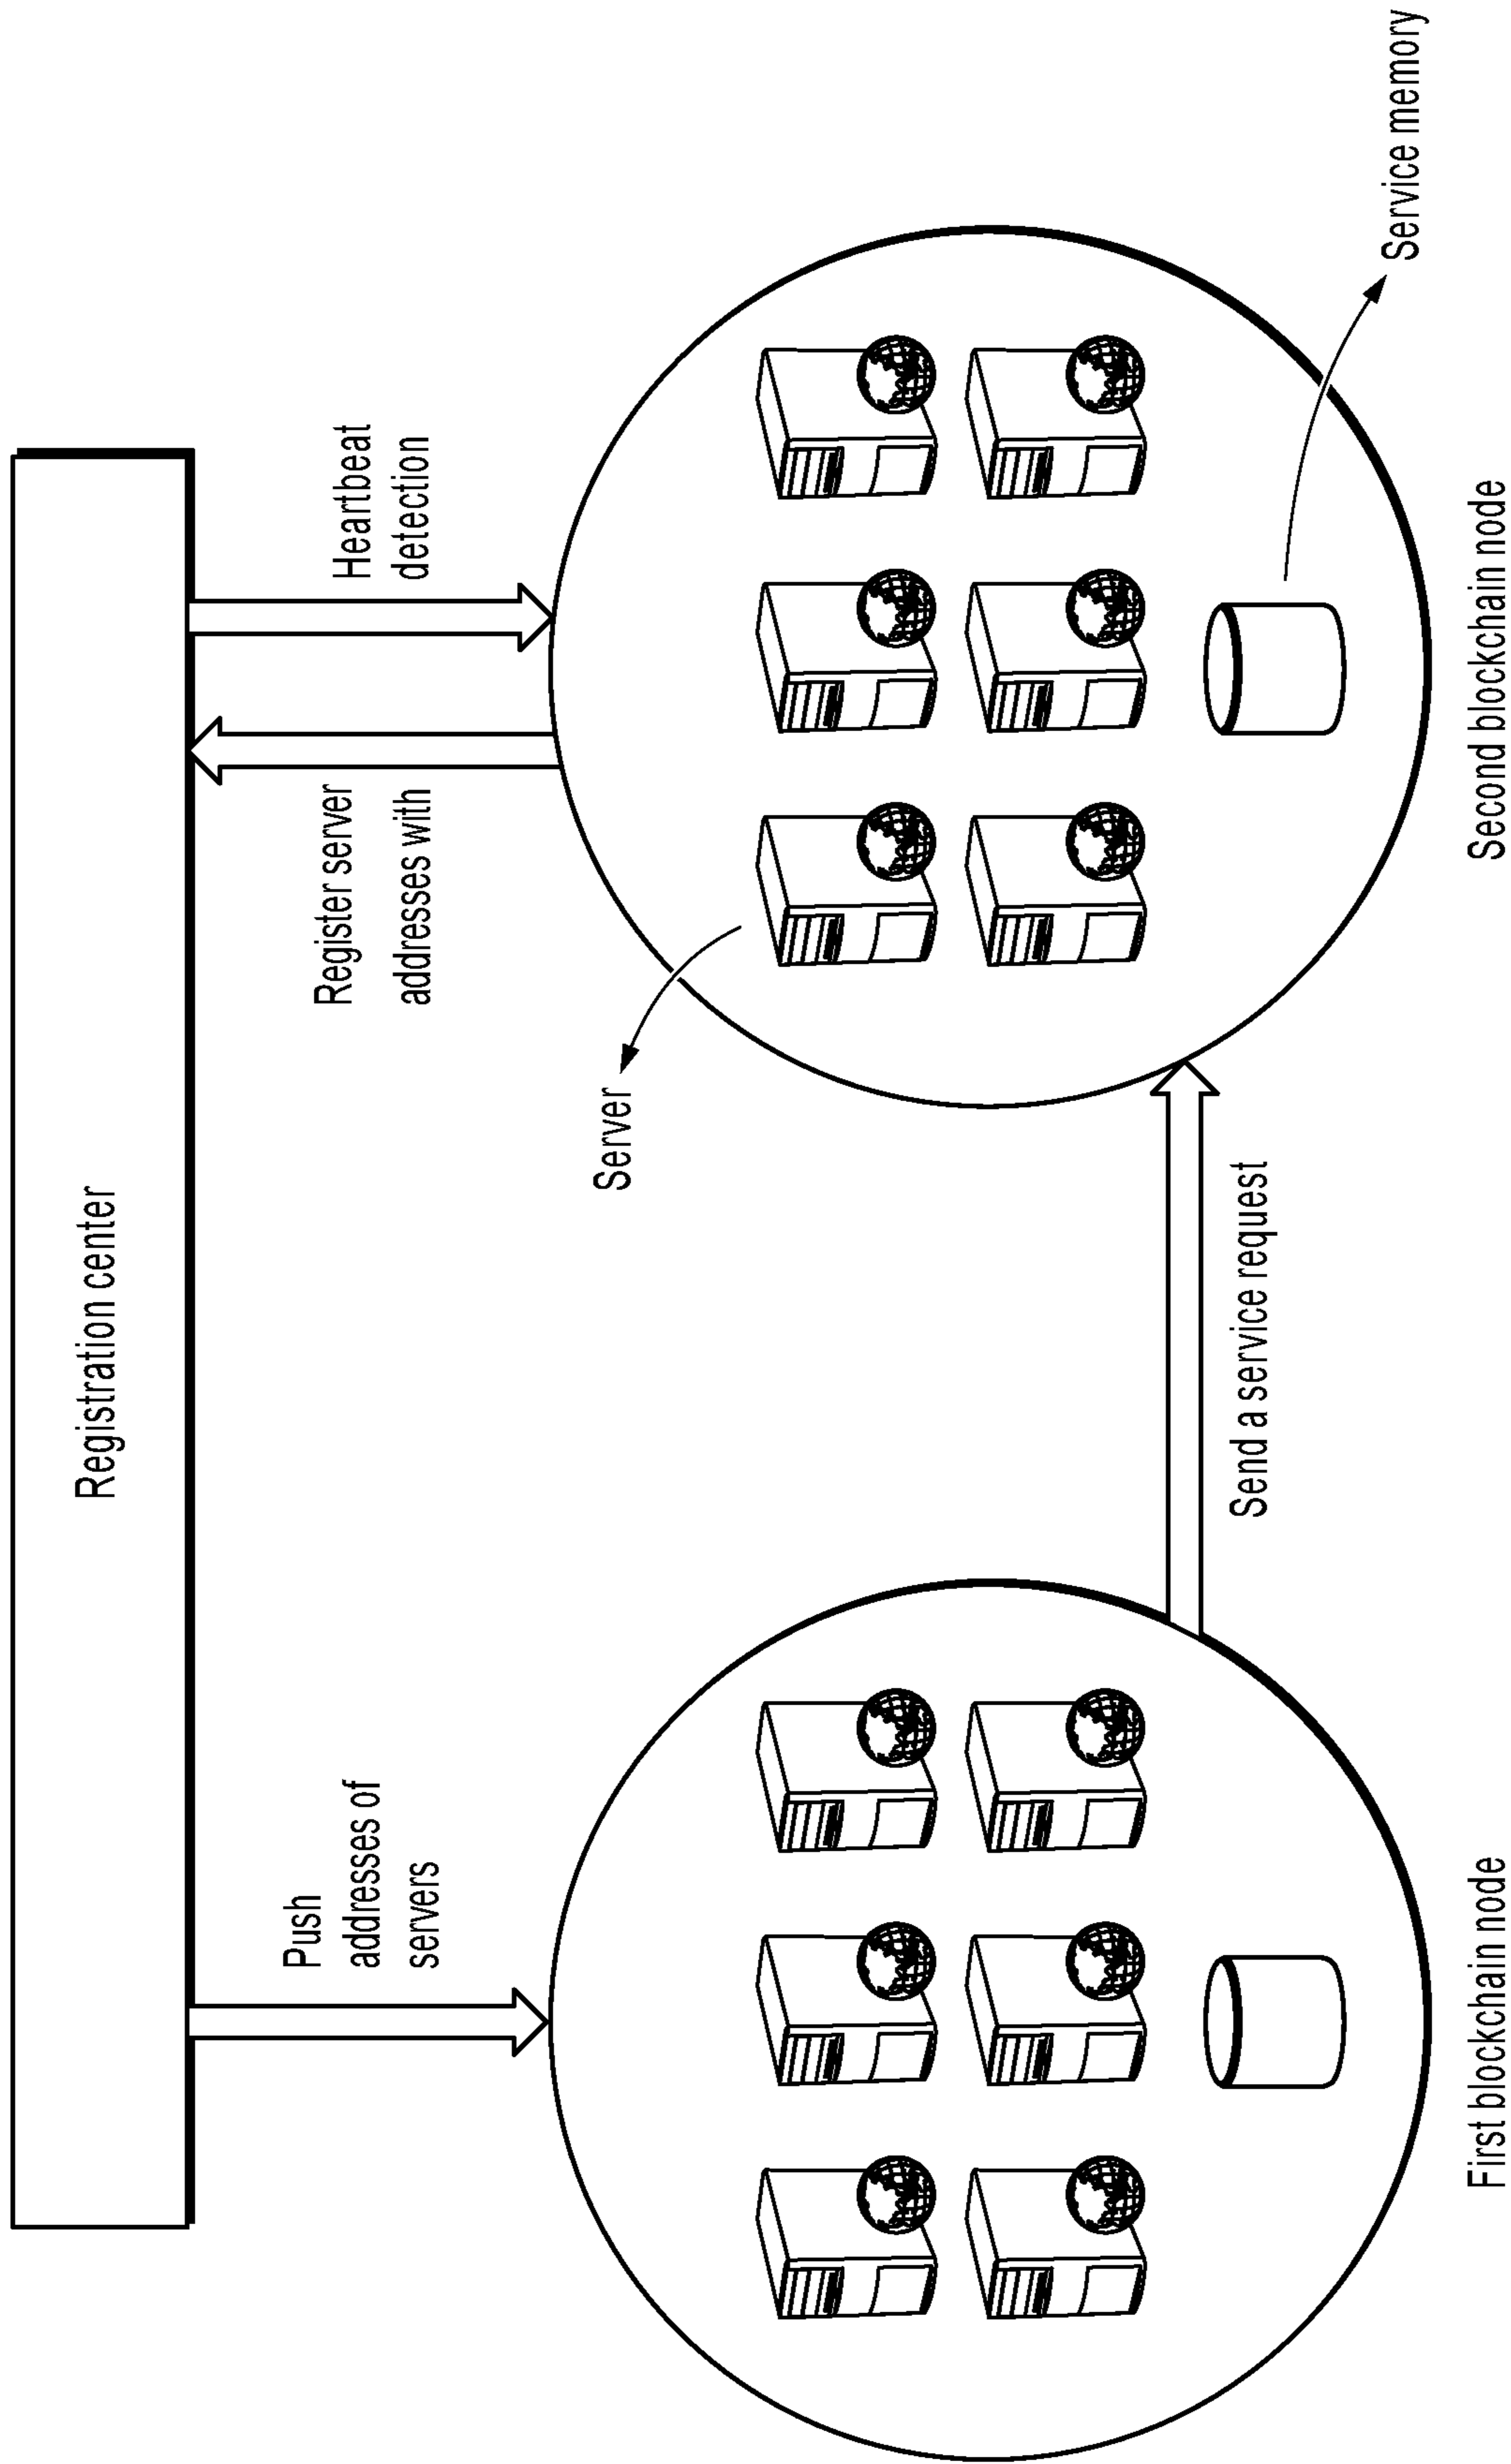 Registration center
Push
addresses of
servers
Register server
addresses with
Heartbeat
detection
Server
Send a service request
Service memory
First blockchain node
Second blockchain node